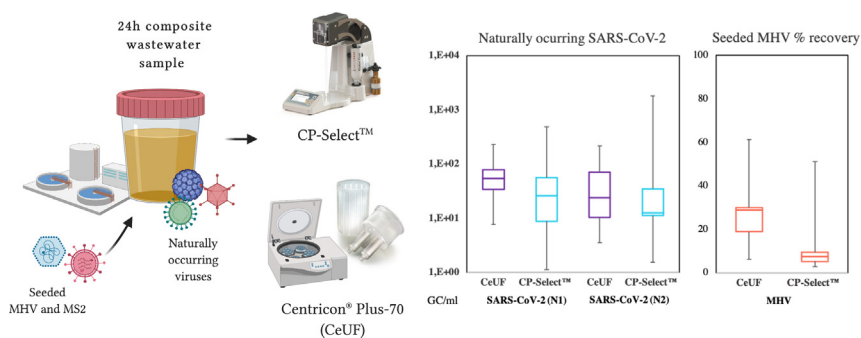 24h composite
wastewater
sample
CP-Select™
Naturally
occurring
viruses
Seeded
MHV and MS2
Centricon® Plus-70
(CeUF)
Naturally ocurring SARS-CoV-2
1,E+04
1,E+03
1,E+02
1,E+01
1,E+00
CeUF CP-Select™ CeUF CP-Select™
GC/ml SARS-CoV-2 (N1) SARS-CoV-2 (N2)
Seeded MHV % recovery
100
80
60
40
20
0
CeUF CP-Select™
MHV